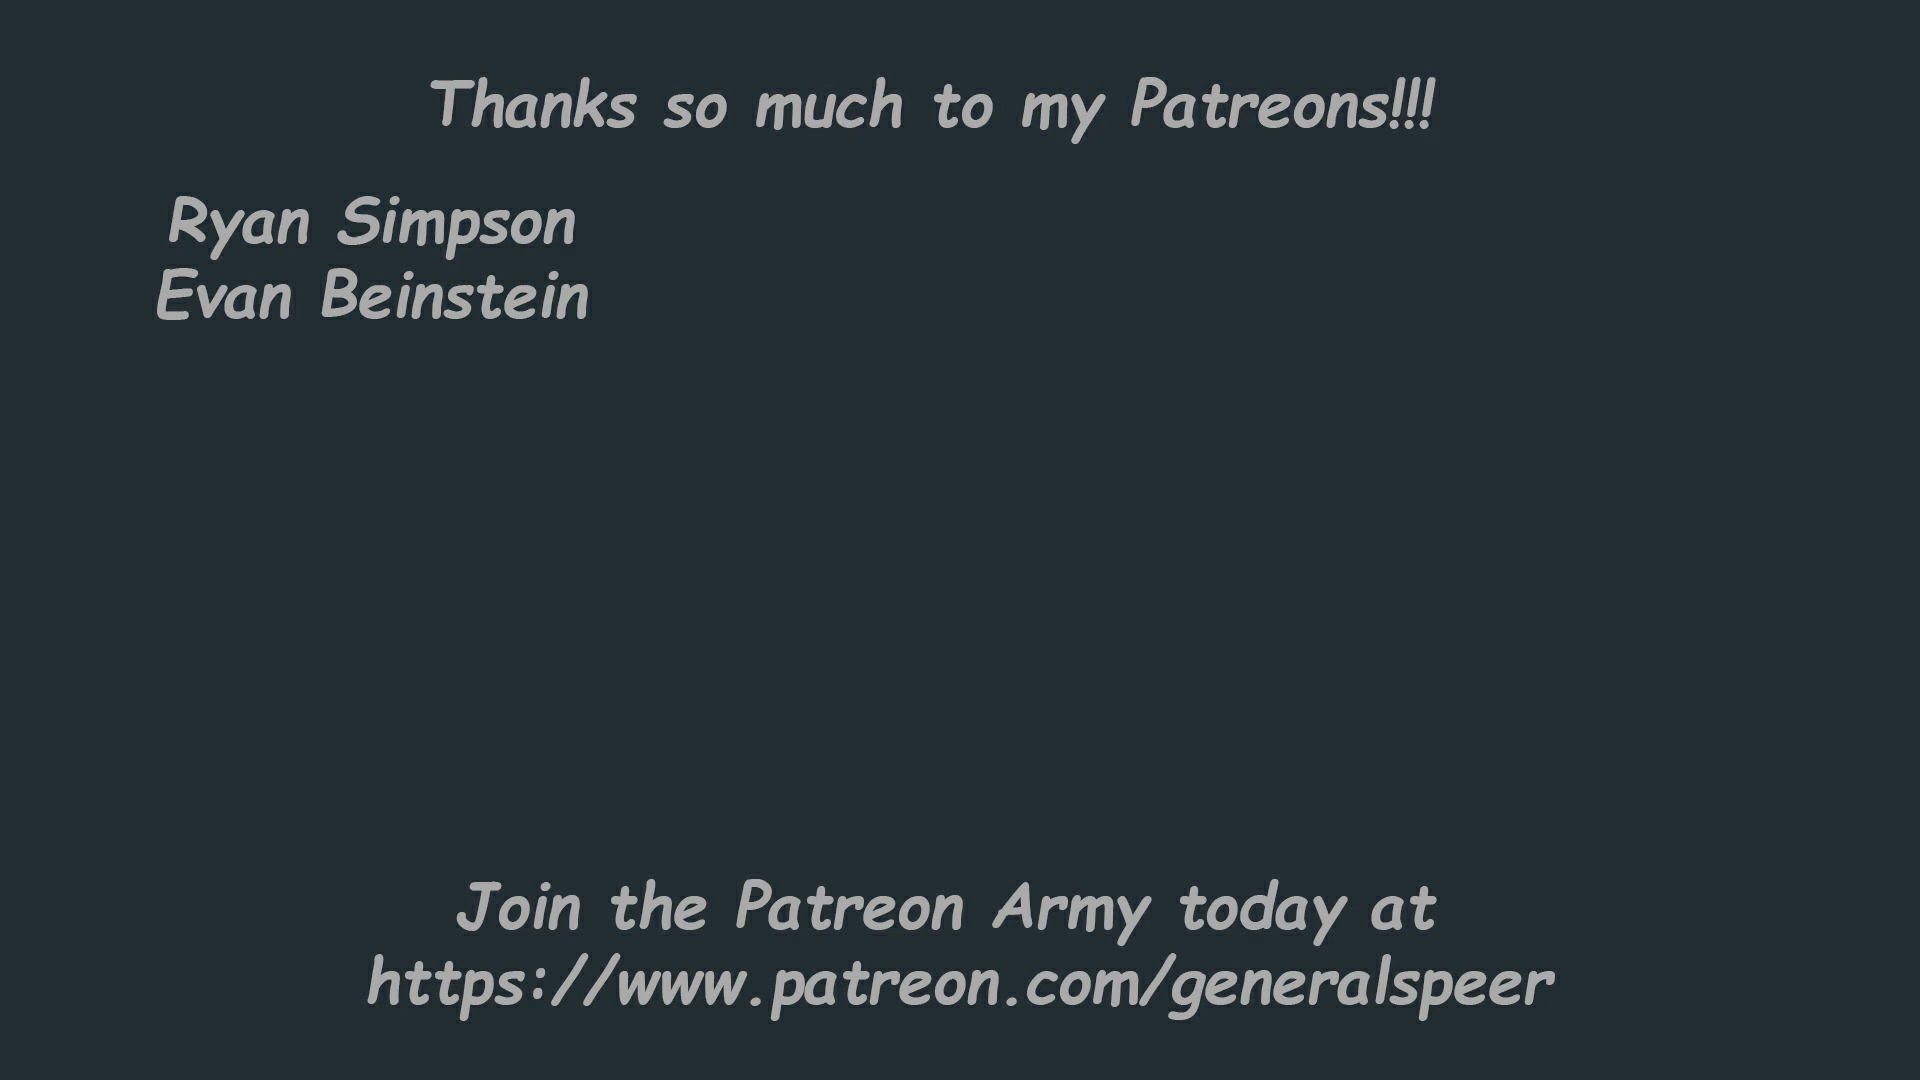 Thanks so much to my Patreons!!!
Ryan Simpson
Evan Beinstein
Join the Patreon Army today at
https://www.patreon.com/generalspeer